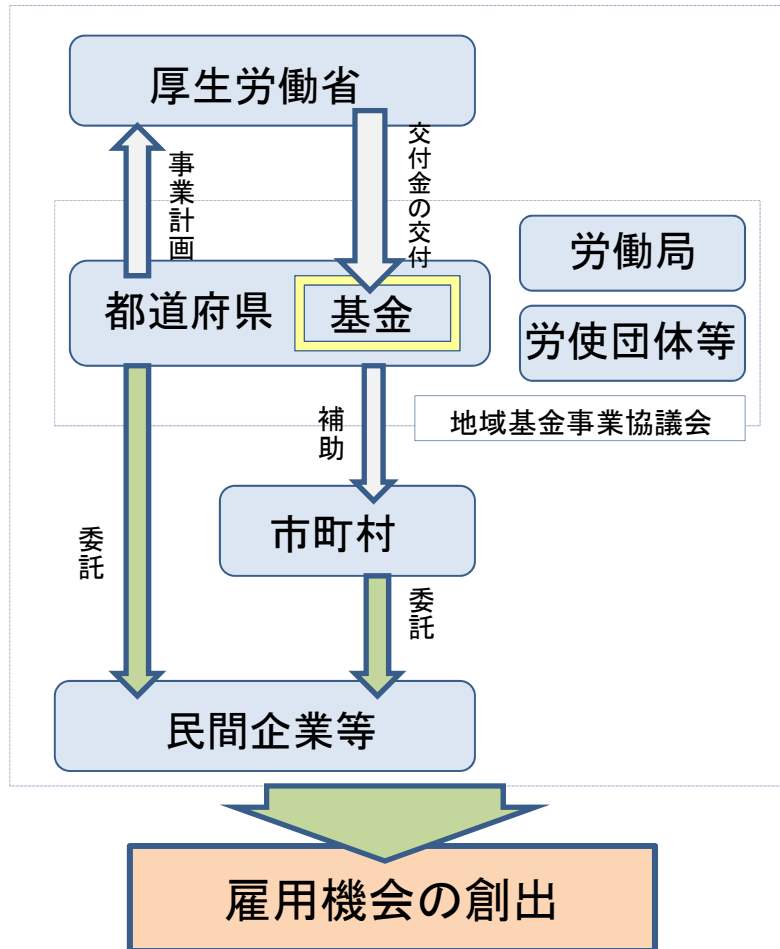 厚生労働省
事業計画
交付金の交付
労働局
都道府県
基金
労使団体等
地域基金事業協議会
補助
市町村
委託
委託
民間企業等
雇用機会の創出